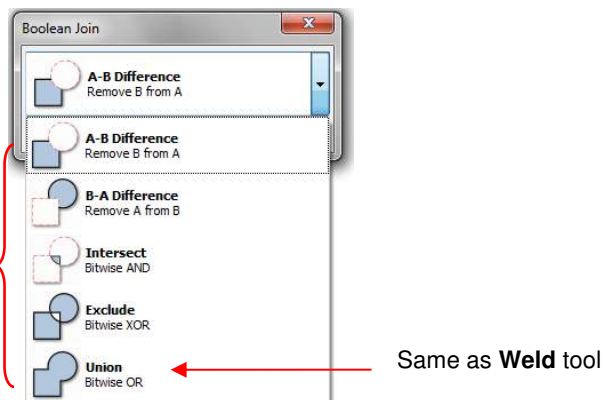 Boolean Join
A-B Difference
Remove B from A
A-B Difference
Remove B from A
B-A Difference
Remove A from B
Intersect
Bitwise AND
Exclude
Bitwise XOR
Union
Bitwise OR
Same as Weld tool